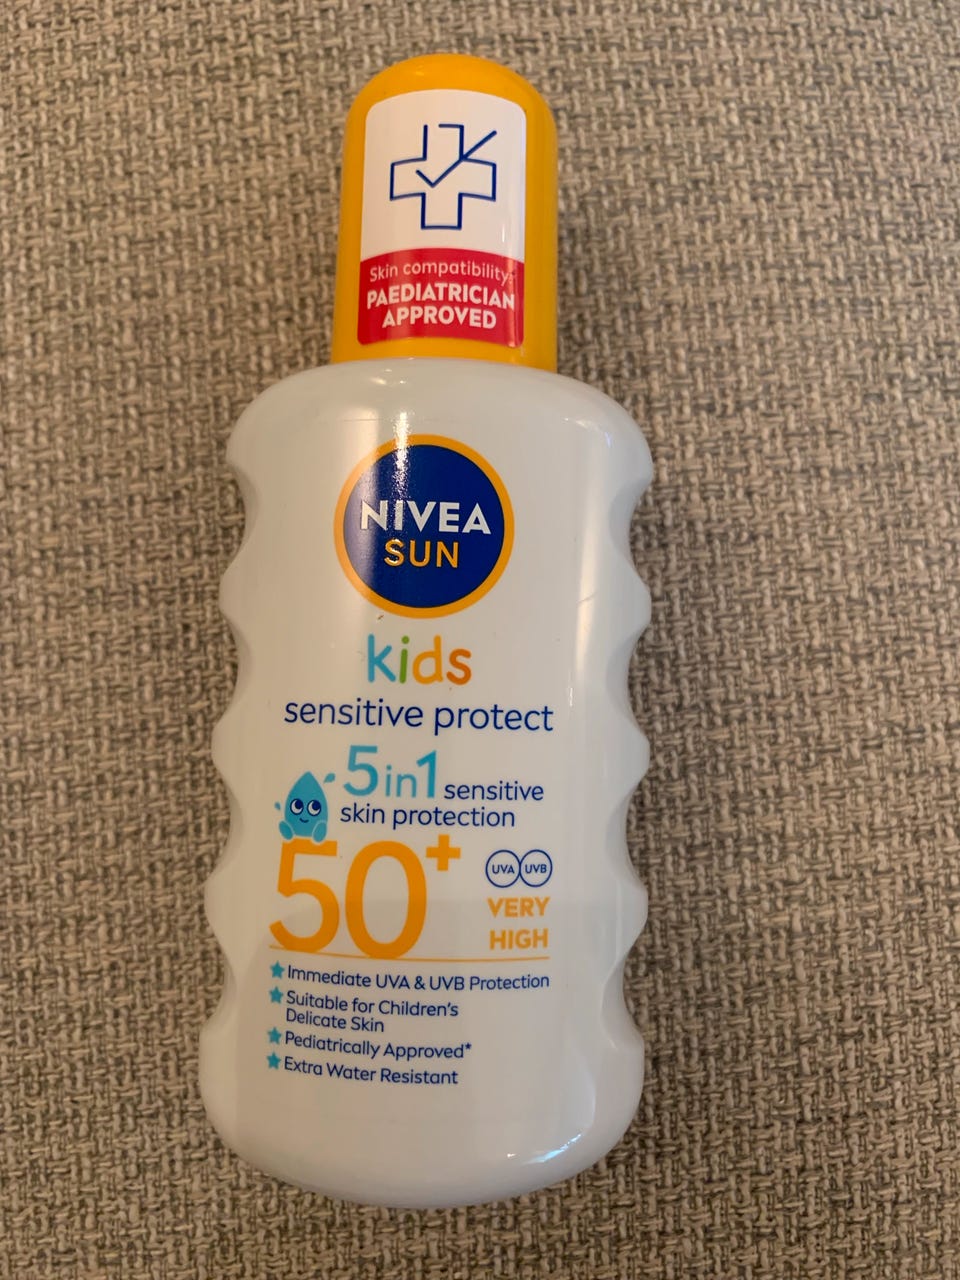 Skin compatibility:
PAEDIATRICIAN
APPROVED
NIVEA
SUN
kids
sensitive protect
5in1 sensitive
skin protection
50+
UVA UVB
VERY
HIGH
Immediate UVA & UVB Protection
Suitable for Children's
Delicate Skin
Pediatrically Approved*
Extra Water Resistant